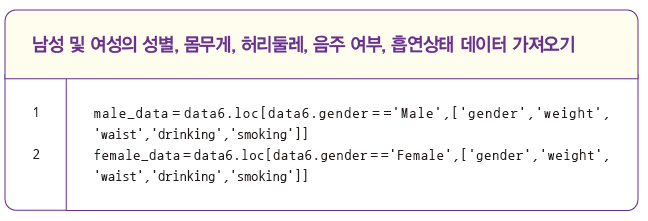 남성 및 여성의 성별, 몸무게, 허리둘레, 음주 여부, 흡연상태 데이터 가져오기
1 male_data=data6.loc[data6.gender=='Male',['gender','weight',
'waist','drinking','smoking']]
2 female_data=data6.loc[data6.gender=='Female',['gender','weight',
'waist','drinking','smoking']]